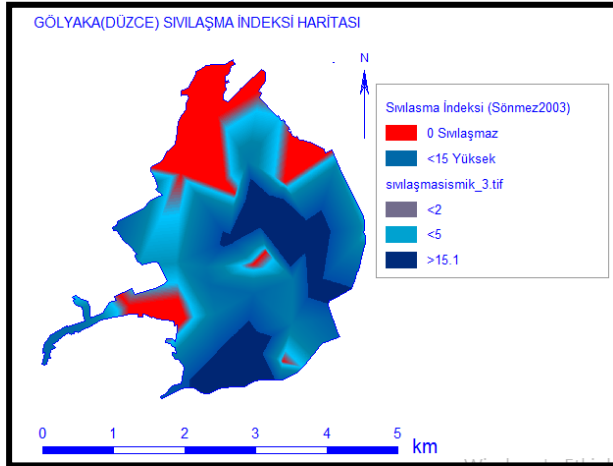 GÖLYAKA(DÜZCE) SIVILAŞMA İNDEKSİ HARİTASI
N
Sıvılasma İndeksi (Sönmez2003)
0 Sıvılaşmaz
<15 Yüksek
sıvılaşmasismik_3.tif
<2
<5
>15.1
0 1 2 3 4 5
km